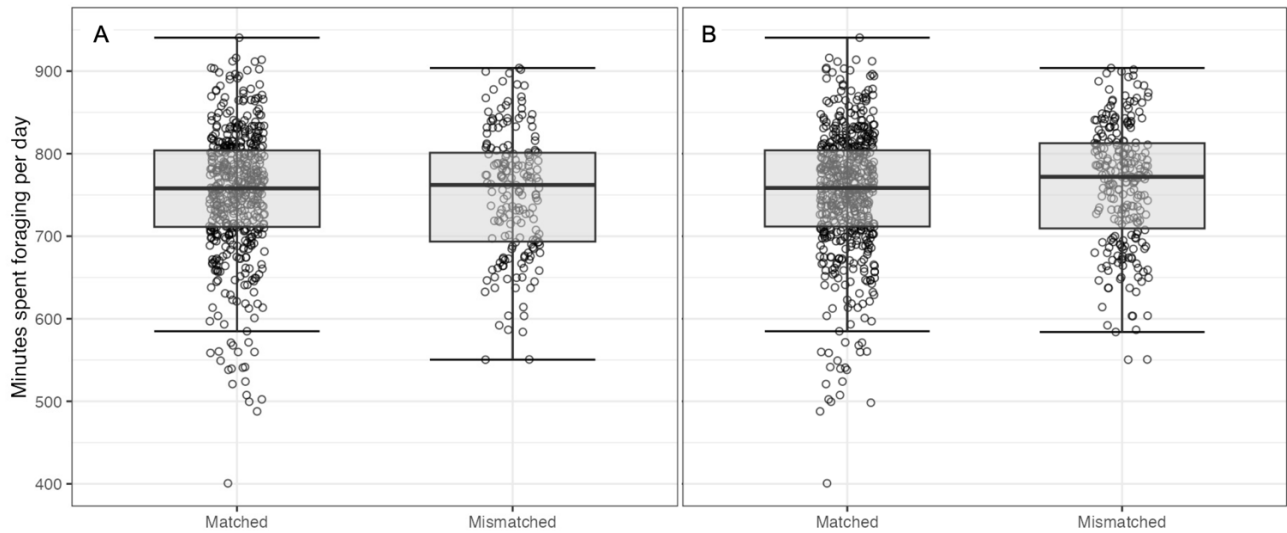 A
B
Minutes spent foraging per day
900
800
700
600
500
400
Matched
Mismatched
Matched
Mismatched